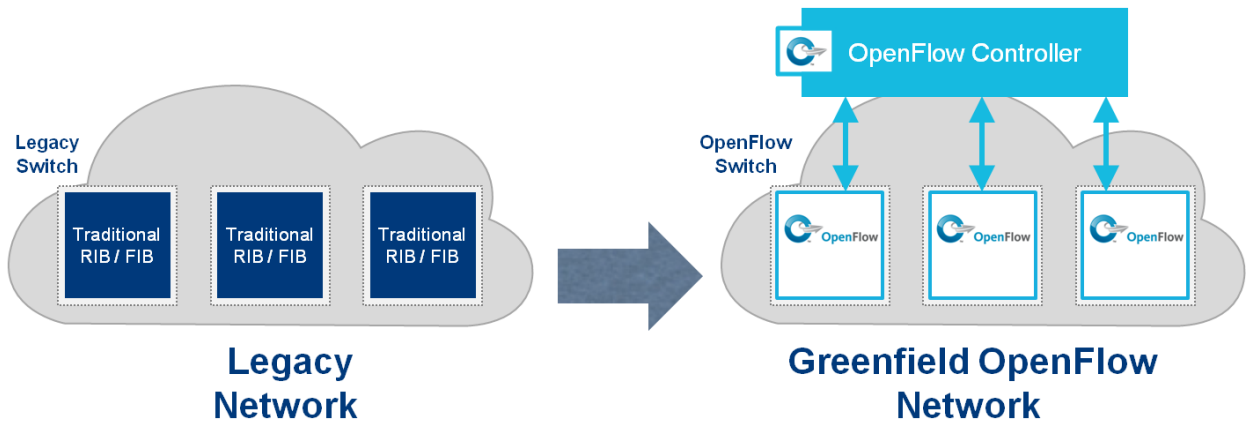 OpenFlow Controller
Legacy
Switch
OpenFlow
Switch
Traditional
RIB / FIB
Traditional
RIB / FIB
Traditional
RIB / FIB
OpenFlow
OpenFlow
OpenFlow
Legacy
Network
Greenfield OpenFlow
Network